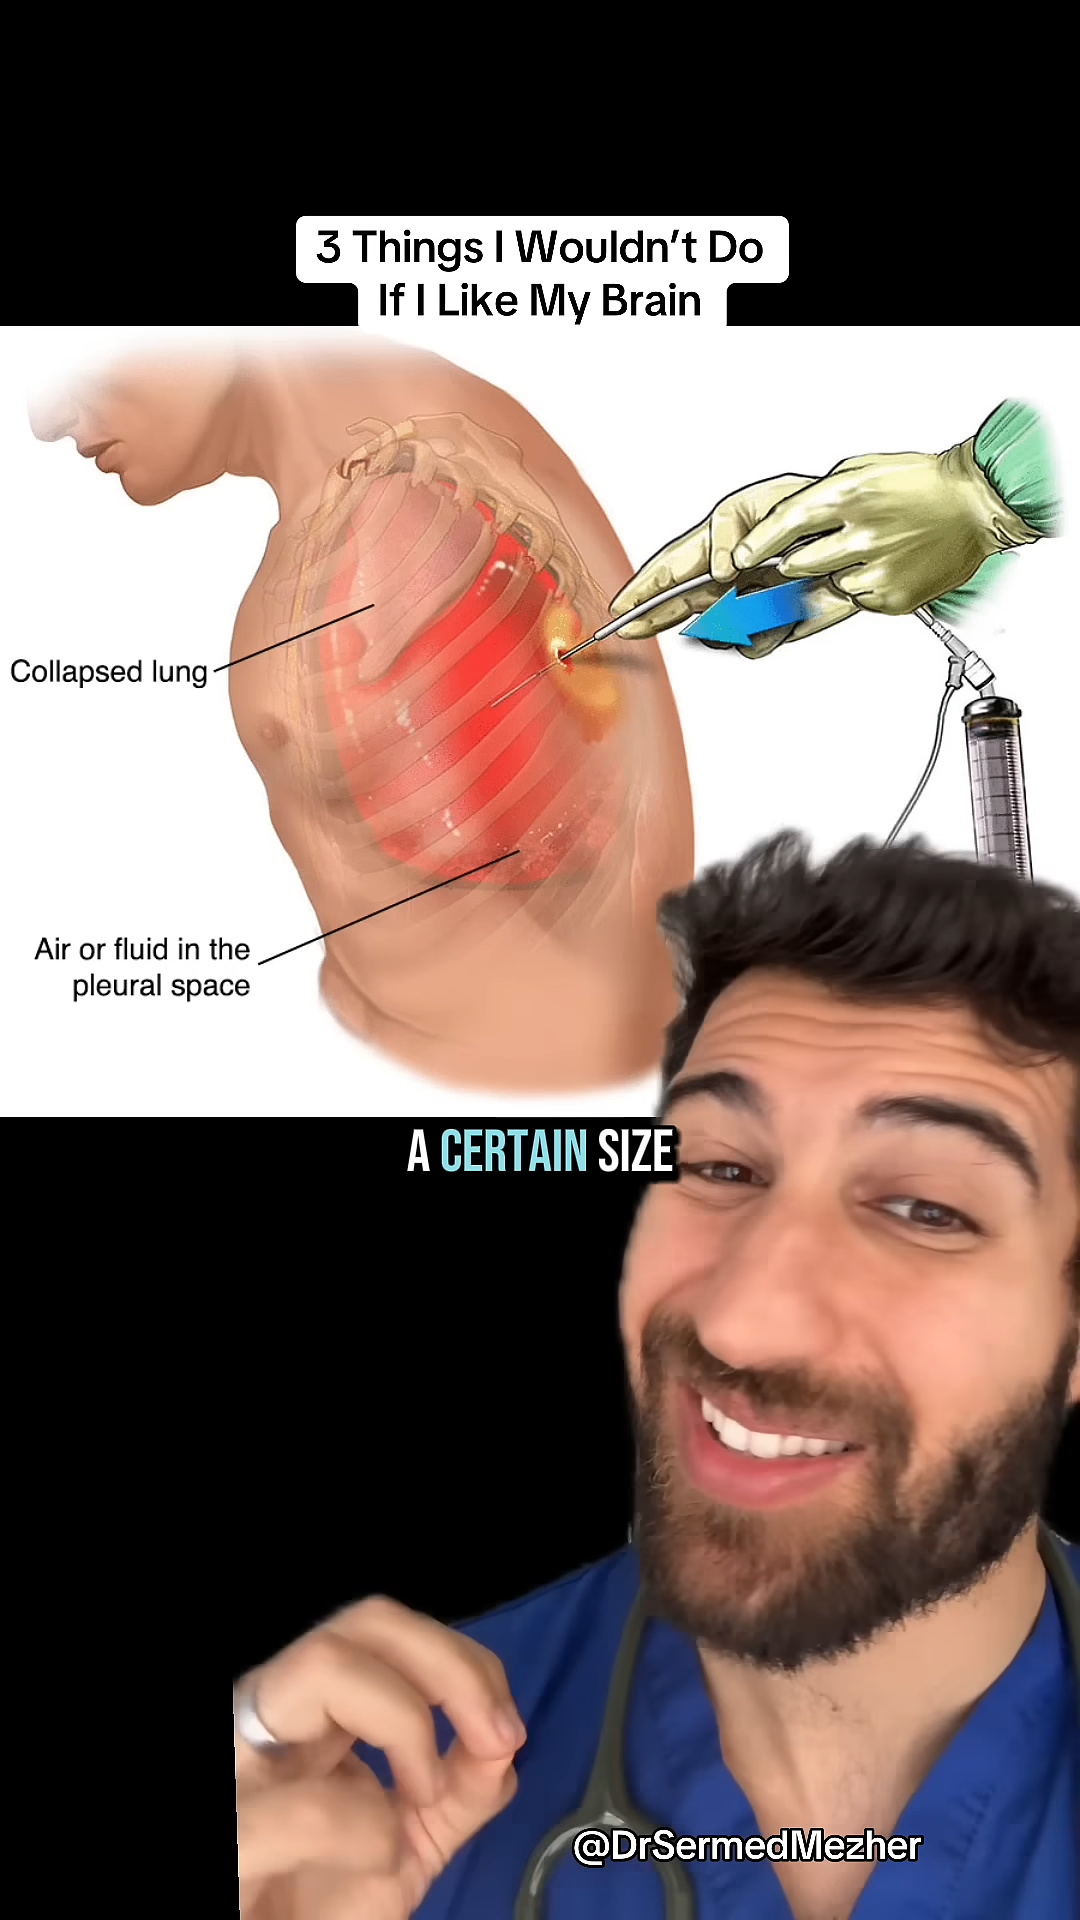 3 Things I Wouldn’t Do
If I Like My Brain
Collapsed lung
Air or fluid in the
pleural space
A CERTAIN SIZE
@DrSermedMezher